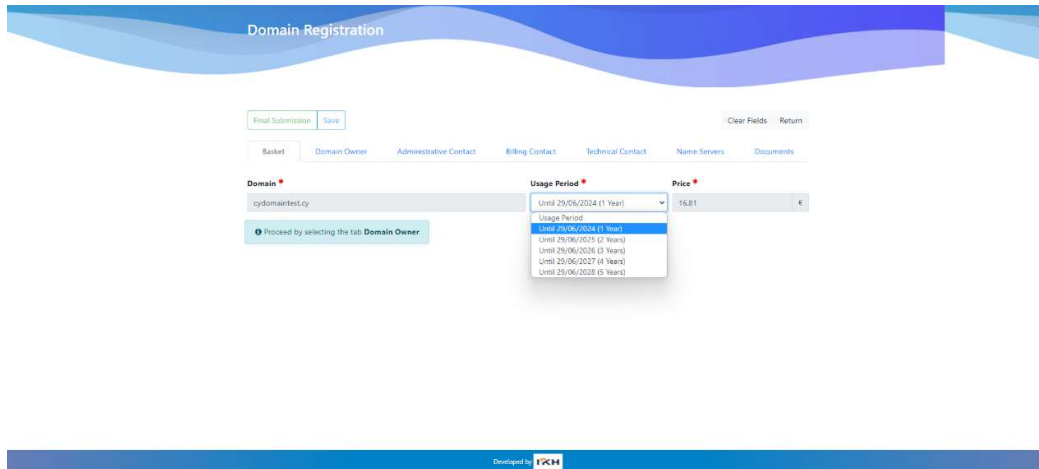 Domain Registration
Final Submission Save Clear Fields Return
Basket Domain Owner Administrative Contact Billing Contact Technical Contact Name Servers Documents
Domain * Usage Period * Price *
cydomaintest.cy Until 29/06/2024 (1 Year) 16.81 €
Usage Period
Until 29/06/2024 (1 Year)
Until 29/06/2025 (2 Years)
Until 29/06/2026 (3 Years)
Until 29/06/2027 (4 Years)
Until 29/06/2028 (5 Years)
Proceed by selecting the tab Domain Owner
Developed by